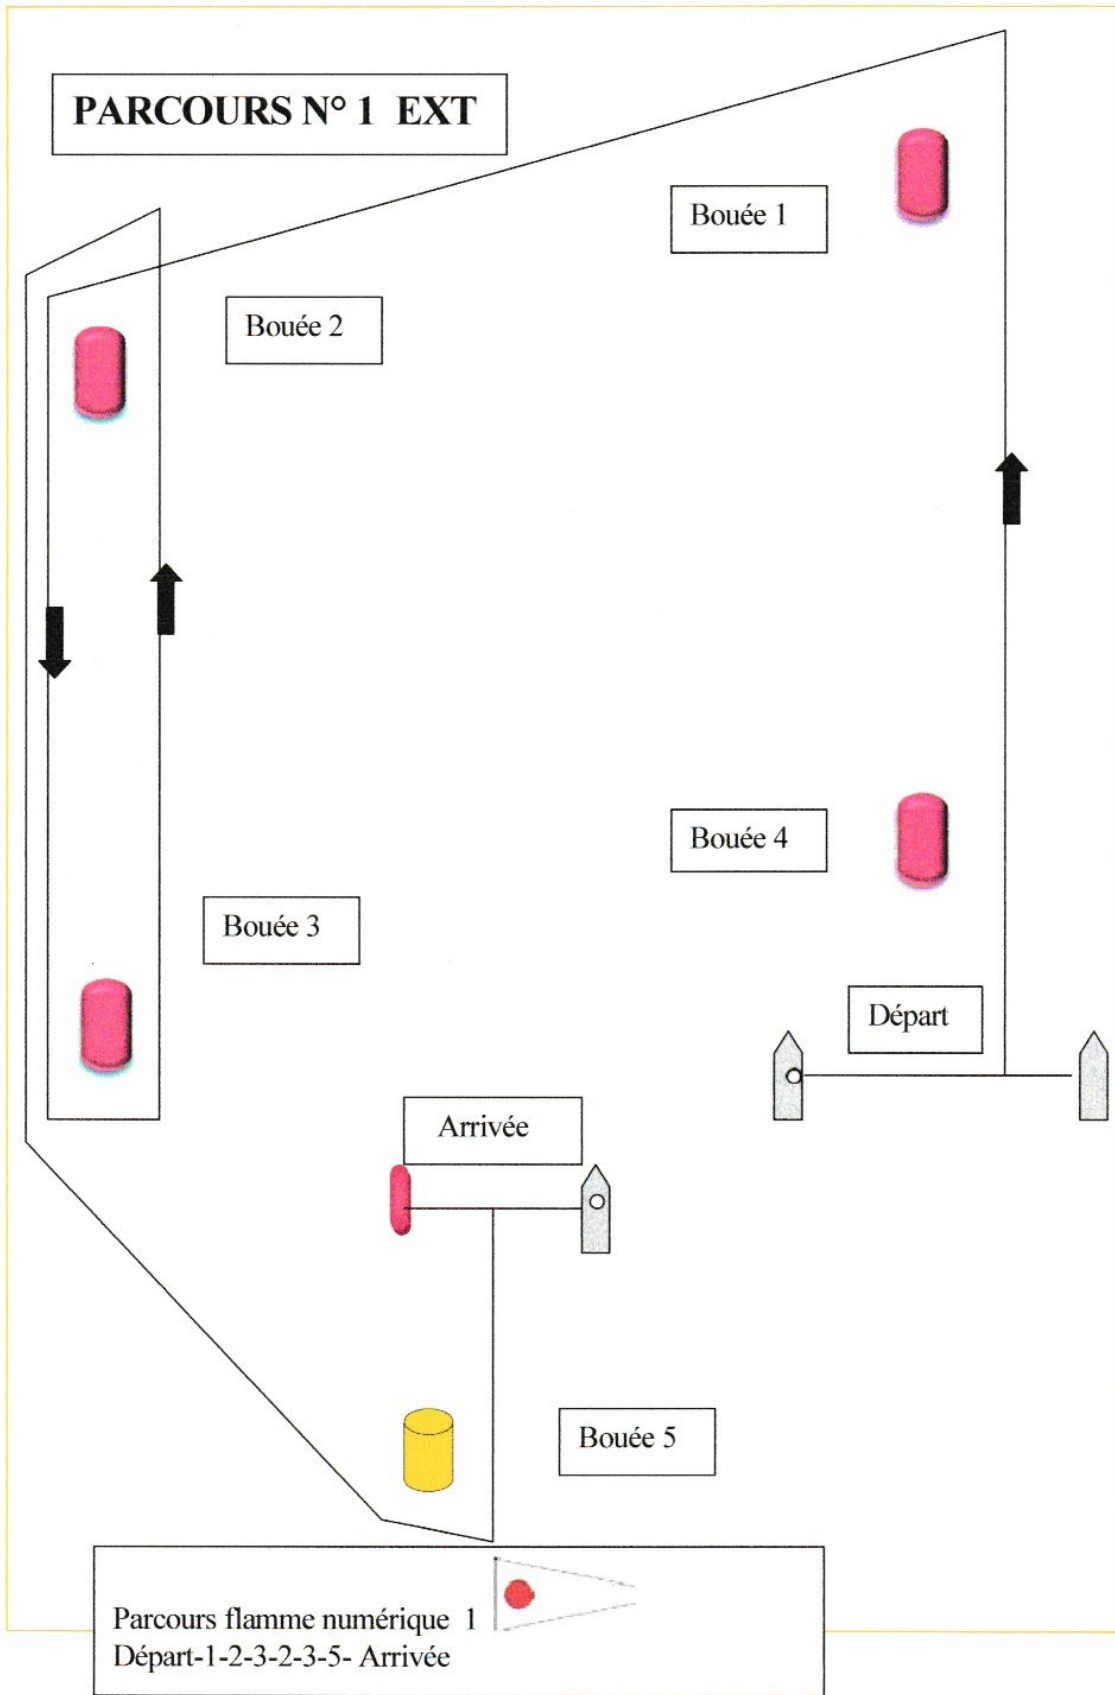 PARCOURS N° 1 EXT
Bouée 1
Bouée 2
Bouée 4
Bouée 3
Départ
Arrivée
Bouée 5
Parcours flamme numérique 1
Départ-1-2-3-2-3-5- Arrivée